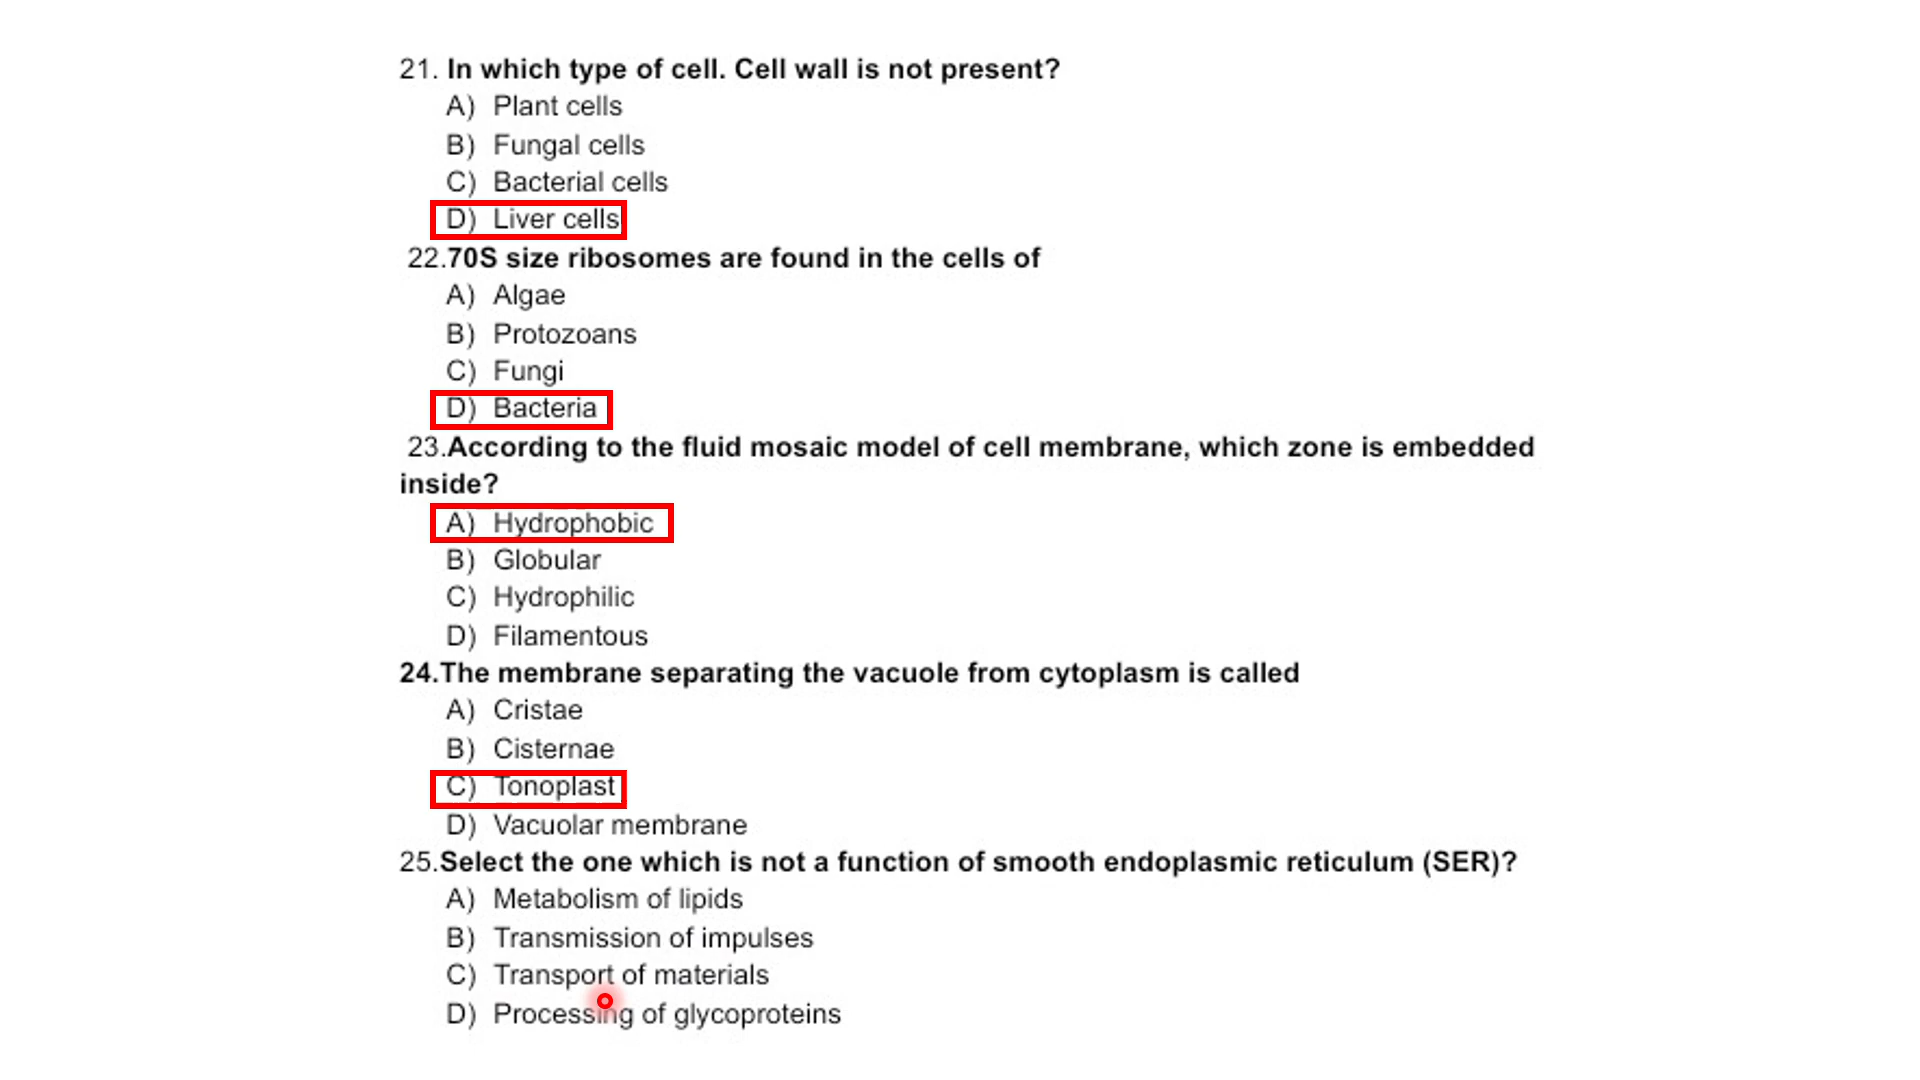 21. In which type of cell. Cell wall is not present?
A) Plant cells
B) Fungal cells
C) Bacterial cells
D) Liver cells
22.70S size ribosomes are found in the cells of
A) Algae
B) Protozoans
C) Fungi
D) Bacteria
23.According to the fluid mosaic model of cell membrane, which zone is embedded
inside?
A) Hydrophobic
B) Globular
C) Hydrophilic
D) Filamentous
24.The membrane separating the vacuole from cytoplasm is called
A) Cristae
B) Cisternae
C) Tonoplast
D) Vacuolar membrane
25.Select the one which is not a function of smooth endoplasmic reticulum (SER)?
A) Metabolism of lipids
B) Transmission of impulses
C) Transport of materials
D) Processing of glycoproteins